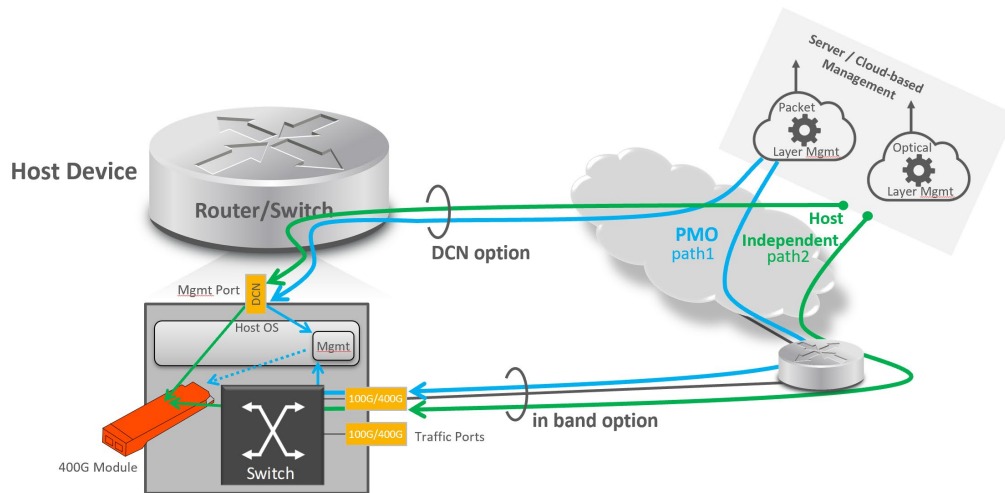 Server / Cloud-based
Management
Packet
Layer Mgmt
Optical
Layer Mgmt
Host Device
Router/Switch
DCN option
Host
PMO
path1
Independent
path2
Mgmt Port
DCN
Host OS
Mgmt
100G/400G
100G/400G
Traffic Ports
in band option
Switch
400G Module